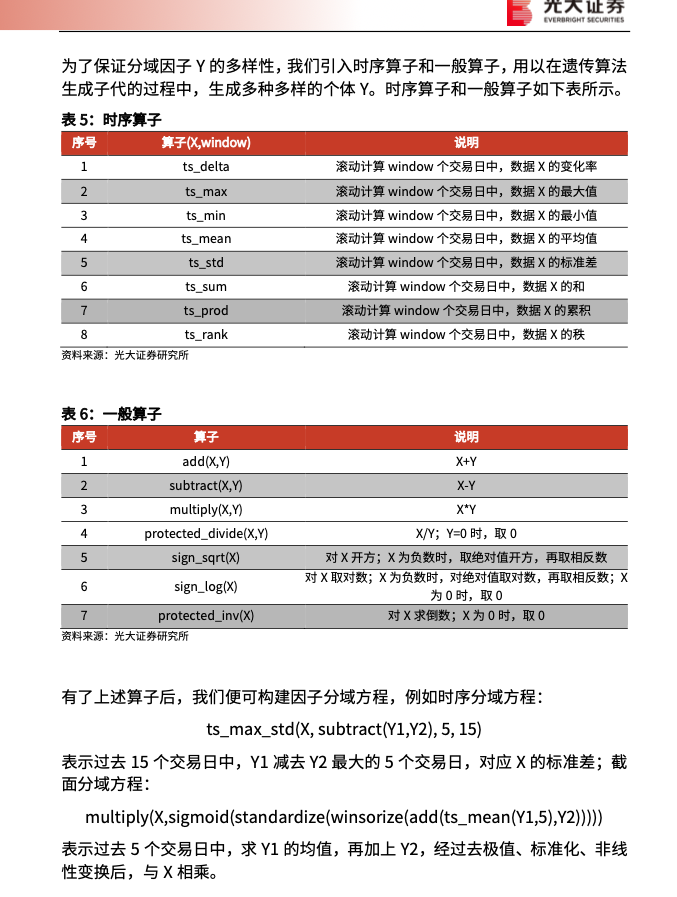 光大证券
EVERBRIGHT SECURITIES
为了保证分域因子 Y 的多样性，我们引入时序算子和一般算子，用以在遗传算法
生成子代的过程中，生成多种多样的个体 Y。时序算子和一般算子如下表所示。
表 5：时序算子
序号 算子(X,window) 说明
1 ts_delta 滚动计算 window 个交易日中，数据 X 的变化率
2 ts_max 滚动计算 window 个交易日中，数据 X 的最大值
3 ts_min 滚动计算 window 个交易日中，数据 X 的最小值
4 ts_mean 滚动计算 window 个交易日中，数据 X 的平均值
5 ts_std 滚动计算 window 个交易日中，数据 X 的标准差
6 ts_sum 滚动计算 window 个交易日中，数据 X 的和
7 ts_prod 滚动计算 window 个交易日中，数据 X 的累积
8 ts_rank 滚动计算 window 个交易日中，数据 X 的秩
资料来源：光大证券研究所
表 6：一般算子
序号 算子 说明
1 add(X,Y) X+Y
2 subtract(X,Y) X-Y
3 multiply(X,Y) X*Y
4 protected_divide(X,Y) X/Y；Y=0 时，取 0
5 sign_sqrt(X) 对 X 开方；X 为负数时，取绝对值开方，再取相反数
6 sign_log(X) 对 X 取对数；X 为负数时，对绝对值取对数，再取相反数；X
为 0 时，取 0
7 protected_inv(X) 对 X 求倒数；X 为 0 时，取 0
资料来源：光大证券研究所
有了上述算子后，我们便可构建因子分域方程，例如时序分域方程：
ts_max_std(X, subtract(Y1,Y2), 5, 15)
表示过去 15 个交易日中，Y1 减去 Y2 最大的 5 个交易日，对应 X 的标准差；截
面分域方程：
multiply(X,sigmoid(standardize(winsorize(add(ts_mean(Y1,5),Y2)))))
表示过去 5 个交易日中，求 Y1 的均值，再加上 Y2，经过去极值、标准化、非线
性变换后，与 X 相乘。